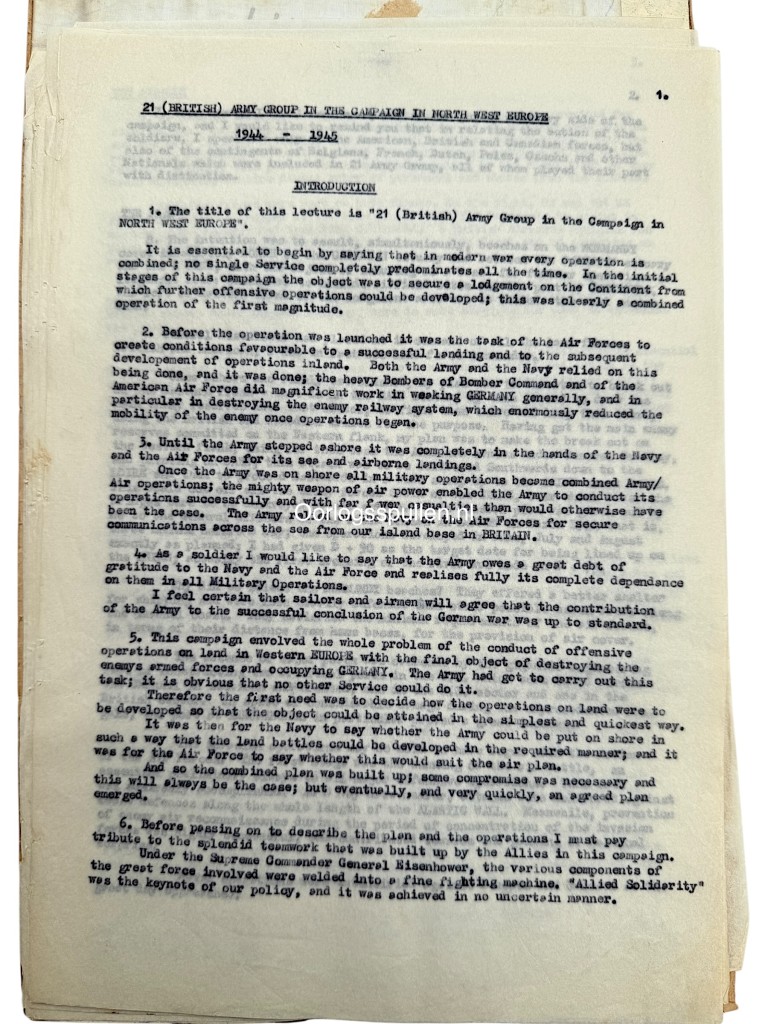 1.
21 (BRITISH) ARMY GROUP IN THE CAMPAIGN IN NORTH WEST EUROPE
1944 - 1945
INTRODUCTION
1. The title of this lecture is "21 (British) Army Group in the Campaign in
NORTH WEST EUROPE".
It is essential to begin by saying that in modern war every operation is
combined; no single Service completely predominates all the time. In the initial
stages of this campaign the object was to secure a lodgement on the Continent from
which further offensive operations could be developed; this was clearly a combined
operation of the first magnitude.
2. Before the operation was launched it was the task of the Air Forces to
create conditions favourable to a successful landing and to the subsequent
developement of operations inland. Both the Army and the Navy relied on this
being done, and it was done; the heavy Bombers of Bomber Command and of the
American Air Force did magnificent work in weaking GERMANY generally, and in
particular in destroying the enemy railway system, which enormously reduced the
mobility of the enemy once operations began.
3. Until the Army stepped ashore it was completely in the hands of the Navy
and the Air Forces for its sea and airborne landings.
Once the Army was on shore all military operations became combined Army/
Air operations; the mighty weapon of air power enabled the Army to conduct its
operations successfully and with far fewer than would otherwise have
been the case. The Army the Air Forces for secure
Oorlogsspullen.nl
communications across the sea from our island base in BRITAIN.
4. As a soldier I would like to say that the Army owes a great debt of
gratitude to the Navy and the Air Force and realises fully its complete dependance
on them in all Military Operations.
I feel certain that sailors and airmen will agree that the contribution
of the Army to the successful conclusion of the German war was up to standard.
5. This campaign envolved the whole problem of the conduct of offensive
operations on land in Western EUROPE with the final object of destroying the
enemys armed forces and occupying GERMANY. The Army had got to carry out this
task; it is obvious that no other Service could do it.
Therefore the first need was to decide how the operations on land were to
be developed so that the object could be attained in the simplest and quickest way.
It was then for the Navy to say whether the Army could be put on shore in
such a way that the land battles could be developed in the required manner; and it
was for the Air Force to say whether this would suit the air plan.
And so the combined plan was built up; some compromise was necessary and
this will always be the case; but eventually, and very quickly, an agreed plan
emerged.
6. Before passing on to describe the plan and the operations I must pay
tribute to the splendid teamwork that was built up by the Allies in this campaign.
Under the Supreme Commander General Eisenhower, the various components of
the great force involved were welded into a fine fighting machine. "Allied Solidarity"
was the keynote of our policy, and it was achieved in no uncertain manner.